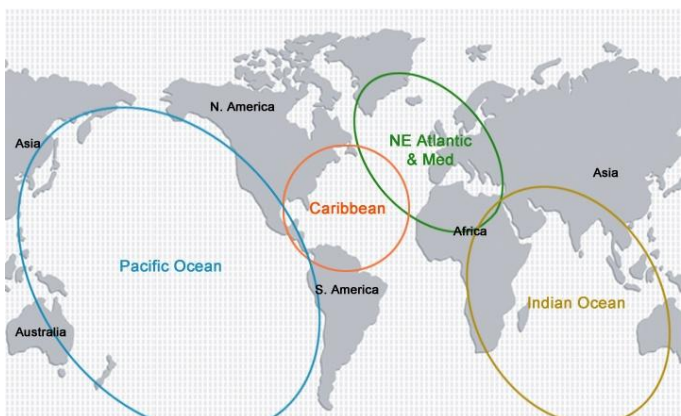 N. America
NE Atlantic
& Med
Asia
Asia
Caribbean
Africa
Pacific Ocean
S. America
Indian Ocean
Australia